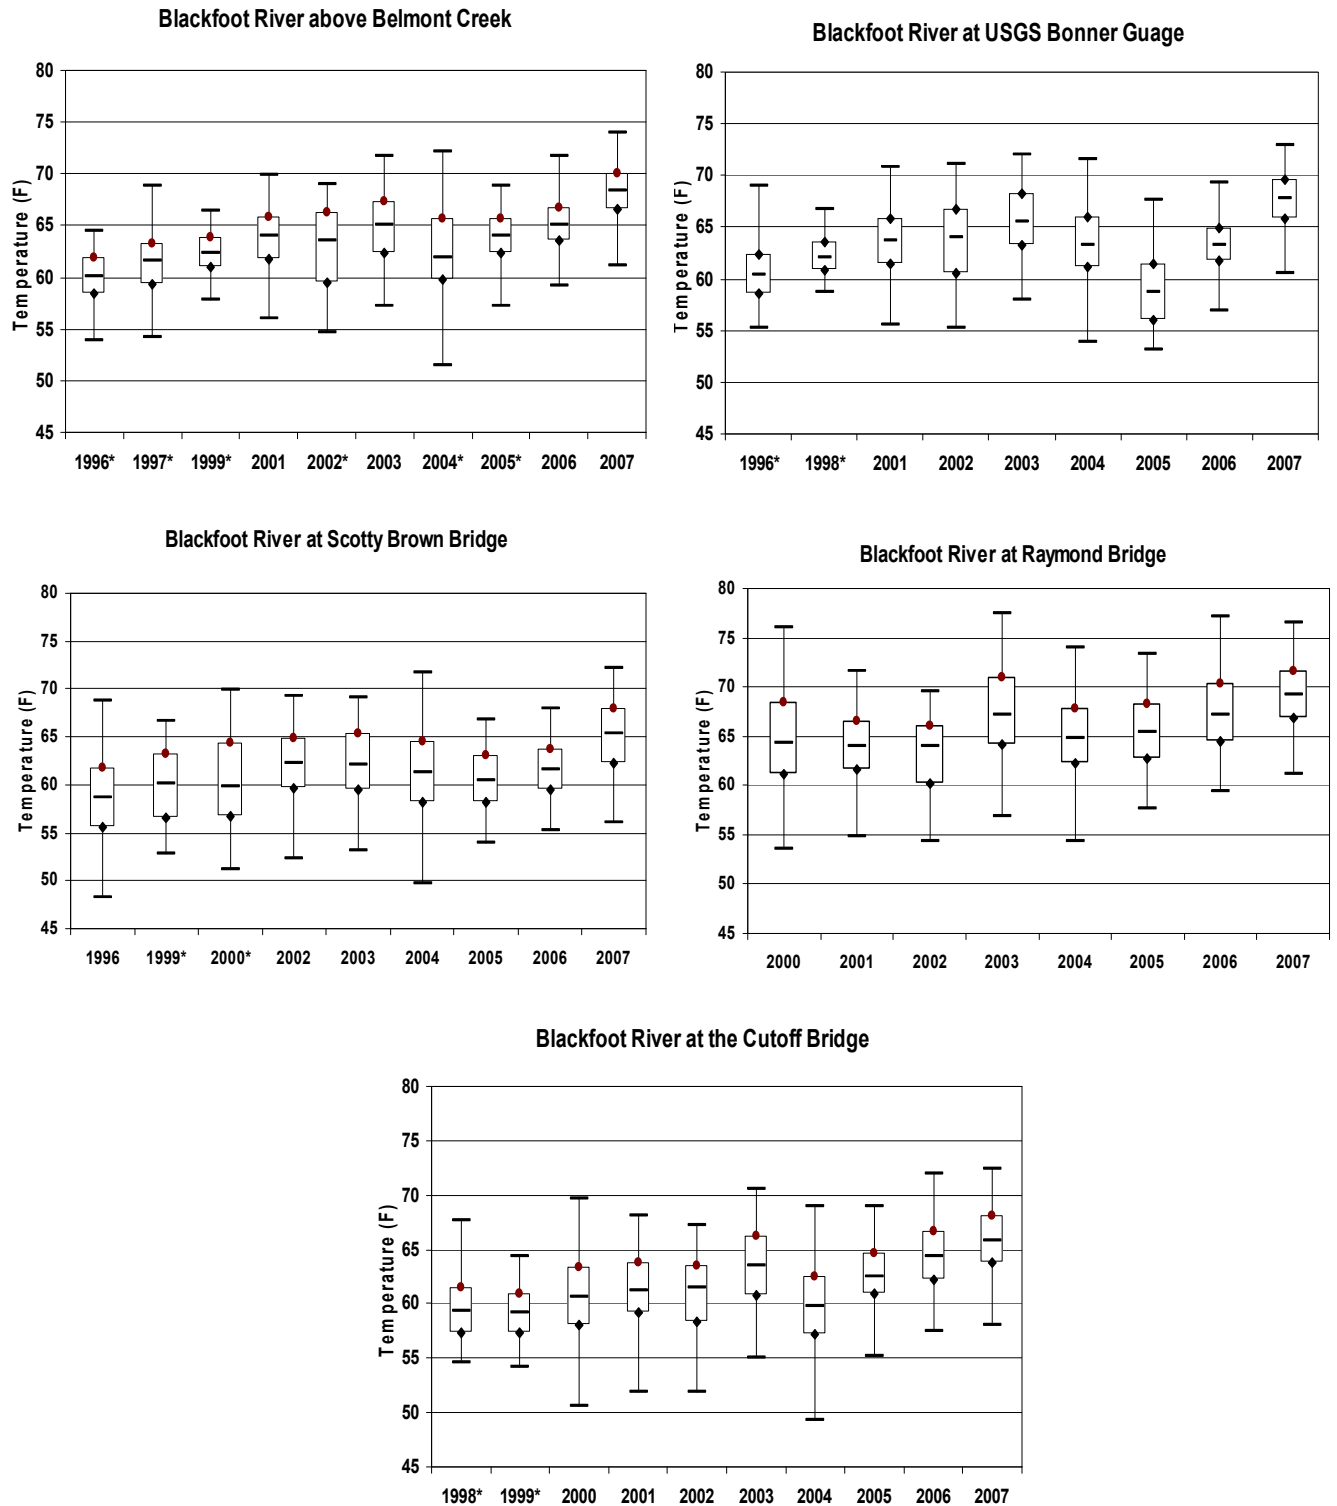 Blackfoot River above Belmont Creek
Temperature (F)
80
75
70
65
60
55
50
45
1996* 1997* 1999* 2001 2002* 2003 2004* 2005* 2006 2007
Blackfoot River at USGS Bonner Guage
Temperature (F)
80
75
70
65
60
55
50
45
1996* 1998* 2001 2002 2003 2004 2005 2006 2007
Blackfoot River at Scotty Brown Bridge
Temperature (F)
80
75
70
65
60
55
50
45
1996 1999* 2000* 2002 2003 2004 2005 2006 2007
Blackfoot River at Raymond Bridge
Temperature (F)
80
75
70
65
60
55
50
45
2000 2001 2002 2003 2004 2005 2006 2007
Blackfoot River at the Cutoff Bridge
Temperature (F)
80
75
70
65
60
55
50
45
1998* 1999* 2000 2001 2002 2003 2004 2005 2006 2007